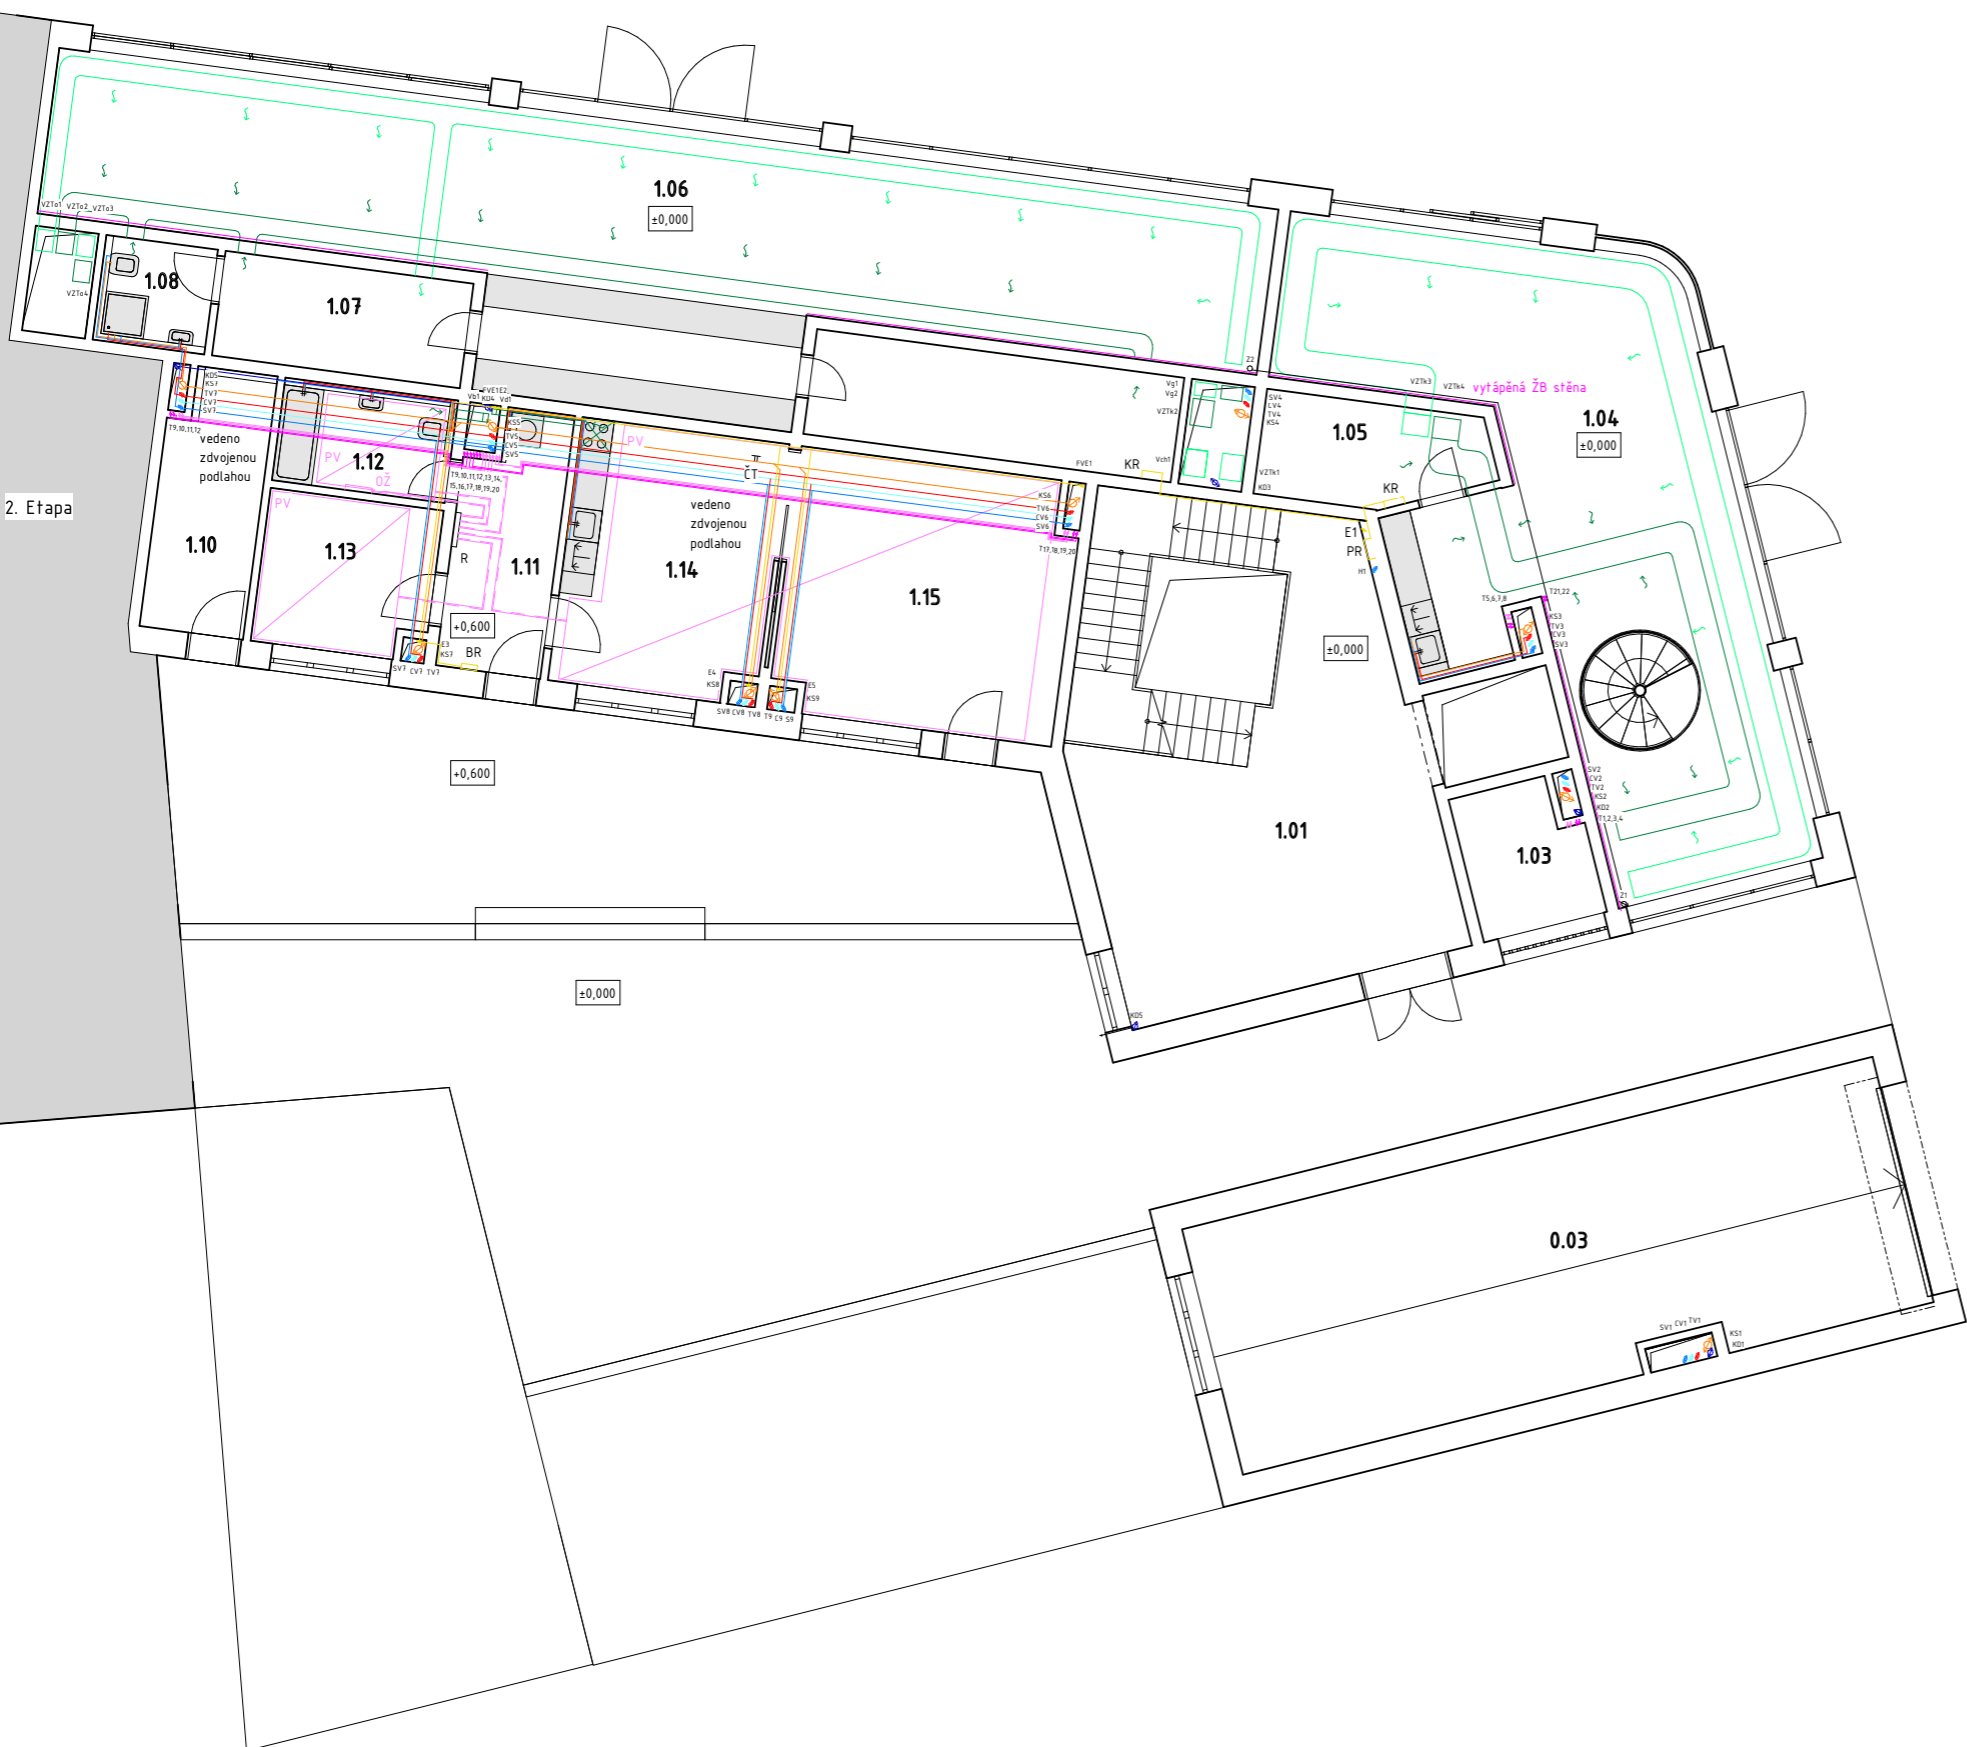 1.06
±0,000
VZTo1
VZTo2_VZTo3
VZTo4
1.08
1.07
KD5
KS7
TV7
CV7
SV7
T9,10,11,12
vedeno
zdvojenou
podlahou
PV
1.12
OŽ
FVE1E2
Vb1 KD4 Vd1
KS5
TV5
CV5
SV5
T9,10,11,12,13,14,
15,16,17,18,19,20
PV
TT
ČT
vedeno
zdvojenou
podlahou
2. Etapa
1.10
PV
1.13
R
1.11
1.14
1.15
KS6
TV6
CV6
SV6
T17,18,19,20
+0,600
BR
E3
KS7
SV7 CV7 TV7
E4
KS8
SV8 CV8 TV8
E5
KS9
T9 C9 S9
+0,600
±0,000
FVE1
KR
Vg1
Vg2
VZTk2
Vch1
Z2
SV4
CV4
TV4
KS4
VZTk1
KD3
1.05
KR
VZTk3
VZTk4
vytápěná ŽB stěna
1.04
±0,000
E1
PR
H1
±0,000
T5,6,7,8
T21,22
KS3
TV3
CV3
SV3
SV2
CV2
TV2
KS2
KD2
T1,2,3,4
1.01
1.03
Z1
KD5
0.03
SV1 CV1 TV1
KS1
KD1